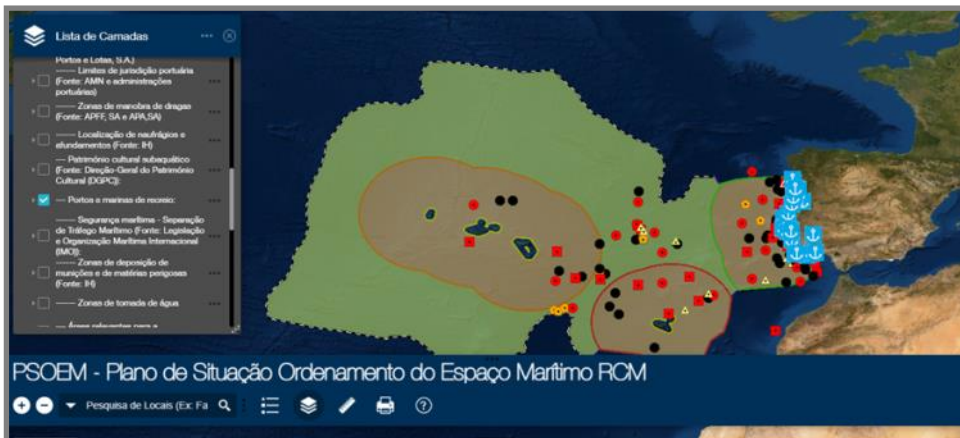 Lista de Camadas
Portos e Lotas, S.A.)
------ Limites de jurisdição portuária
(Fonte: AMN e administrações
portuárias)
------ Zonas de manobra de dragas
(Fonte: APFF, SA e APA,SA)
------ Localização de naufrágios e
afundamentos (Fonte: IH)
--- Património cultural subaquático
(Fonte: Direção-Geral do Património
Cultural (DGPC)):
--- Portos e marinas de recreio:
------ Segurança marítima - Separação
de Tráfego Marítimo (Fonte: Legislação
e Organização Marítima Internacional
(IMO)):
------ Zonas de deposição de
munições e de matérias perigosas
(Fonte: IH)
--- Zonas de tomada de água
--- Áreas relevantes para a
PSOEM - Plano de Situação Ordenamento do Espaço Marítimo RCM
Pesquisa de Locais (Ex: Fa